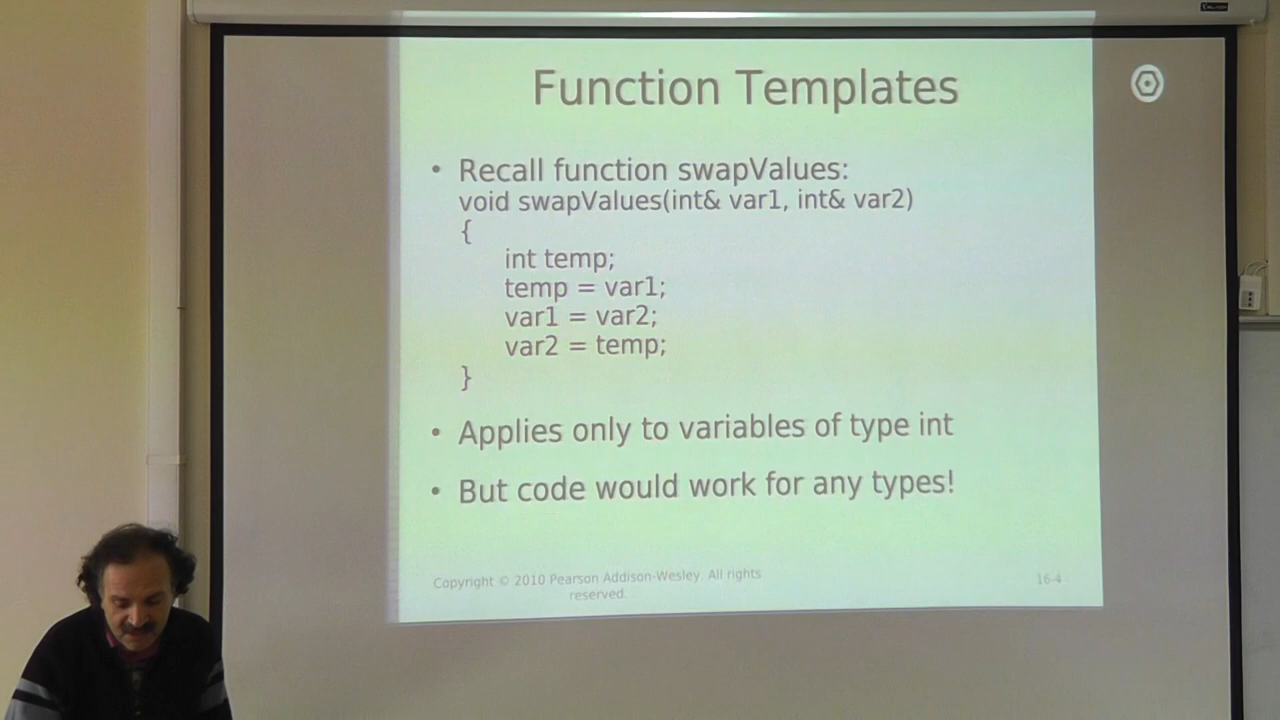 Function Templates
• Recall function swapValues:
void swapValues(int& var1, int& var2)
{
int temp;
temp = var1;
var1 = var2;
var2 = temp;
}
• Applies only to variables of type int
• But code would work for any types!
Copyright © 2010 Pearson Addison-Wesley. All rights
reserved.
16-4